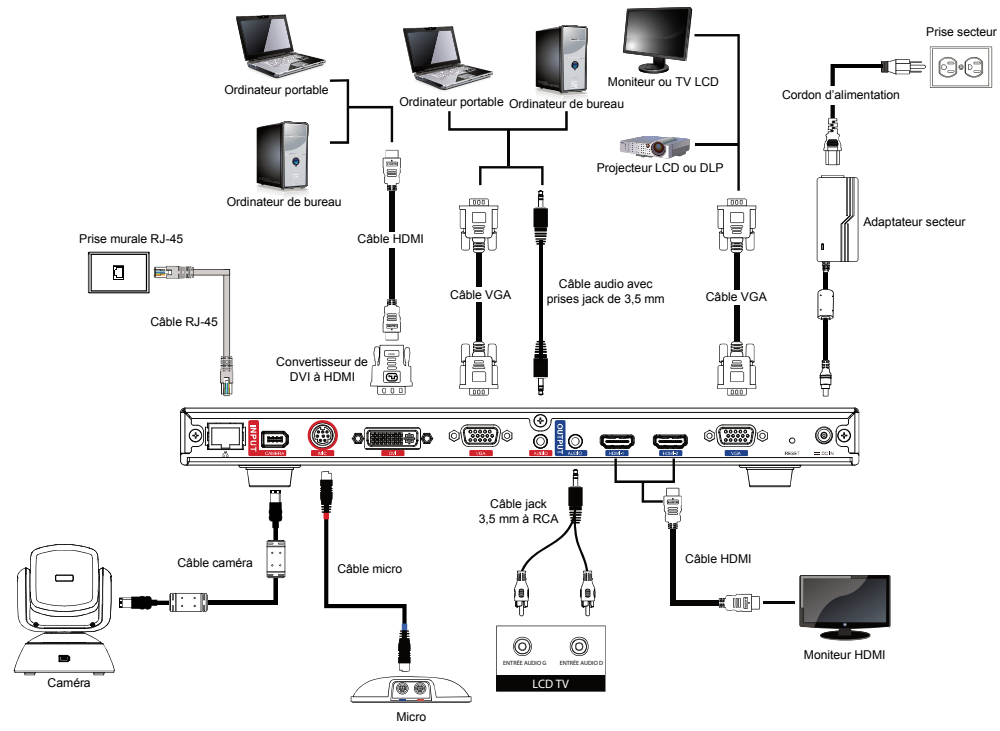 Prise secteur
Ordinateur portable
Ordinateur portable
Ordinateur de bureau
Moniteur ou TV LCD
Cordon d'alimentation
Projecteur LCD ou DLP
Ordinateur de bureau
Adaptateur secteur
Prise murale RJ-45
Câble HDMI
Câble audio avec
prises jack de 3,5 mm
Câble VGA
Câble VGA
Câble RJ-45
Convertisseur de
DVI à HDMI
INPUT
OUTPUT
CAMERA
MIC
DVI
VGA
AUDIO
AUDIO
HDMI-1
HDMI-2
VGA
RESET
DC IN
Câble jack
3,5 mm à RCA
Câble caméra
Câble micro
Câble HDMI
ENTRÉE AUDIO G
ENTRÉE AUDIO D
LCD TV
Moniteur HDMI
Caméra
Micro